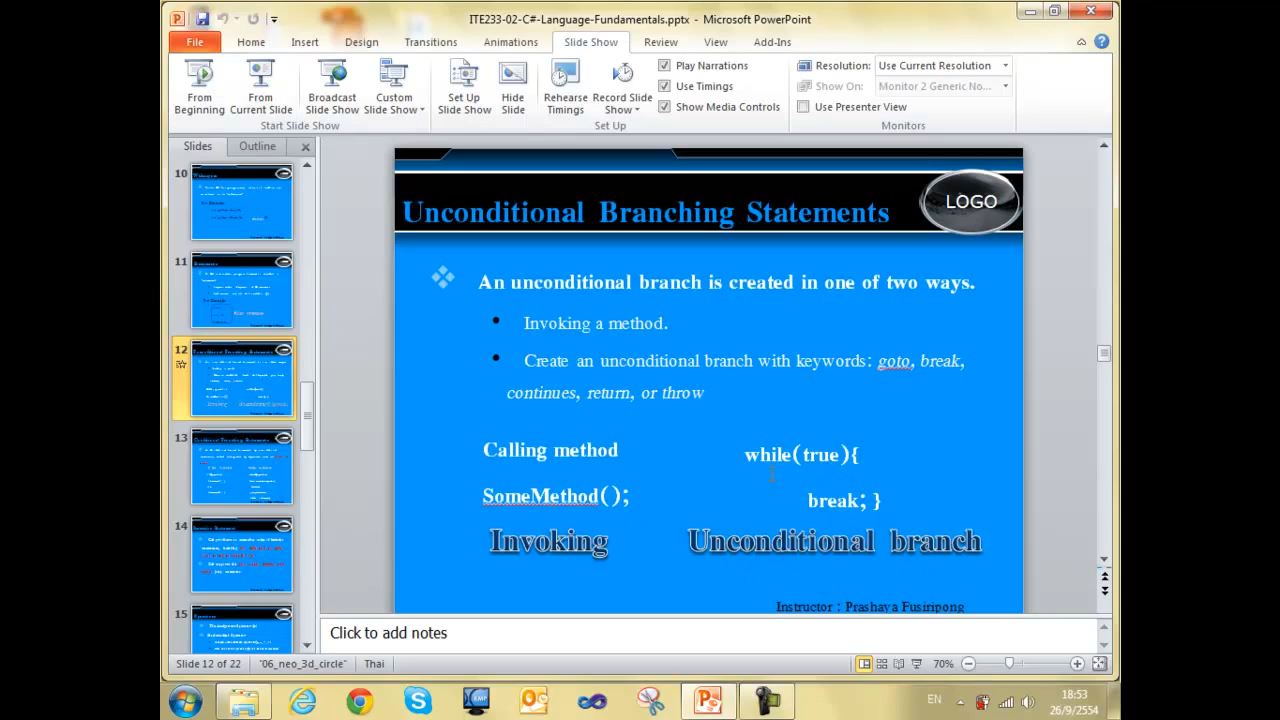 ITE233-02-C#-Language-Fundamentals.pptx - Microsoft PowerPoint
File Home Insert Design Transitions Animations Slide Show Review View Add-Ins
From Beginning
From Current Slide
Broadcast Slide Show
Custom Slide Show
Set Up Slide Show
Hide Slide
Rehearse Timings
Record Slide Show
Play Narrations
Use Timings
Show Media Controls
Resolution: Use Current Resolution
Show On: Monitor 2 Generic No...
Use Presenter View
Start Slide Show Set Up Monitors
Slides Outline
10
11
12
13
14
15
Unconditional Branching Statements
LOGO
An unconditional branch is created in one of two ways.
Invoking a method.
Create an unconditional branch with keywords: goto, break,
continues, return, or throw
Calling method
while(true){
SomeMethod();
break; }
Invoking
Unconditional branch
Instructor : Prashaya Fusiripong
Click to add notes
Slide 12 of 22 "06_neo_3d_circle" Thai 70%
EN 18:53
26/9/2554